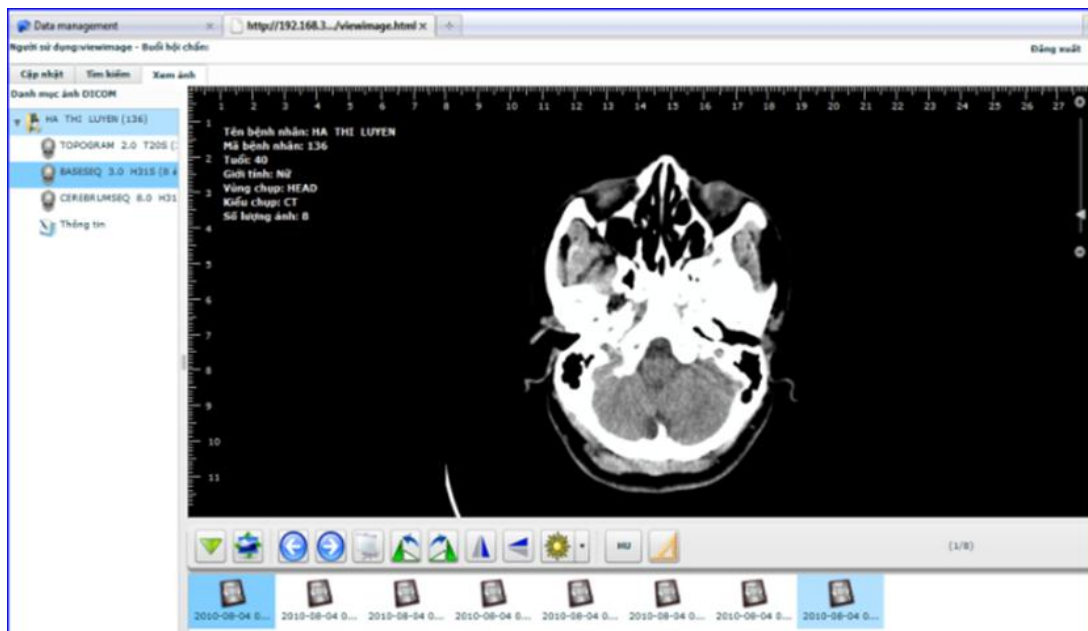 Data management
http://192.168.3.../viewimage.html
Người sử dụng:viewimage - Buổi hội chẩn:
Đăng xuất
Cập nhật Tìm kiếm Xem ảnh
Danh mục ảnh DICOM
HA THI LUYEN (136)
TOPOGRAM 2.0 T20S (
BASESEQ 3.0 H31S (8
CEREBRUMSEQ 8.0 H31
Thông tin
1 2 3 4 5 6 7 8 9 10 11 12 13 14 15 16 17 18 19 20 21 22 23 24 25 26 27
1
2
3
4
5
6
7
8
9
10
11
Tên bệnh nhân: HA THI LUYEN
Mã bệnh nhân: 136
Tuổi: 40
Giới tính: Nữ
Vùng chụp: HEAD
Kiểu chụp: CT
Số lượng ảnh: 8
HU
(1/8)
2010-08-04 0... 2010-08-04 0... 2010-08-04 0... 2010-08-04 0... 2010-08-04 0... 2010-08-04 0... 2010-08-04 0... 2010-08-04 0...